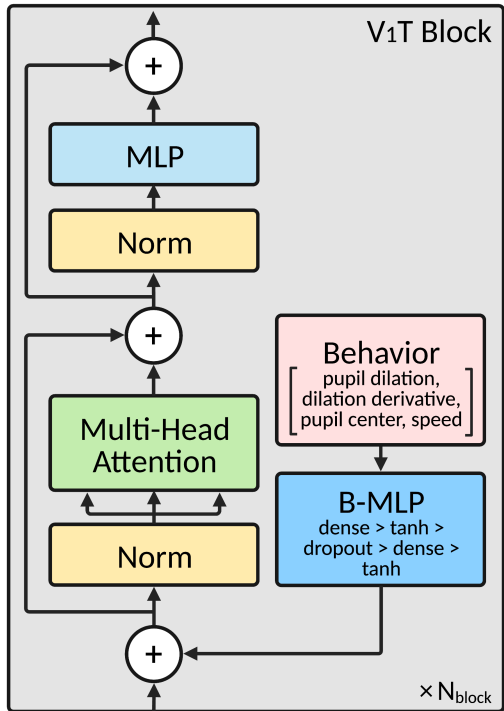 V1T Block
+
MLP
Norm
+
Behavior
pupil dilation,
dilation derivative,
pupil center, speed
Multi-Head
Attention
B-MLP
dense > tanh >
dropout > dense >
tanh
Norm
+
× Nblock